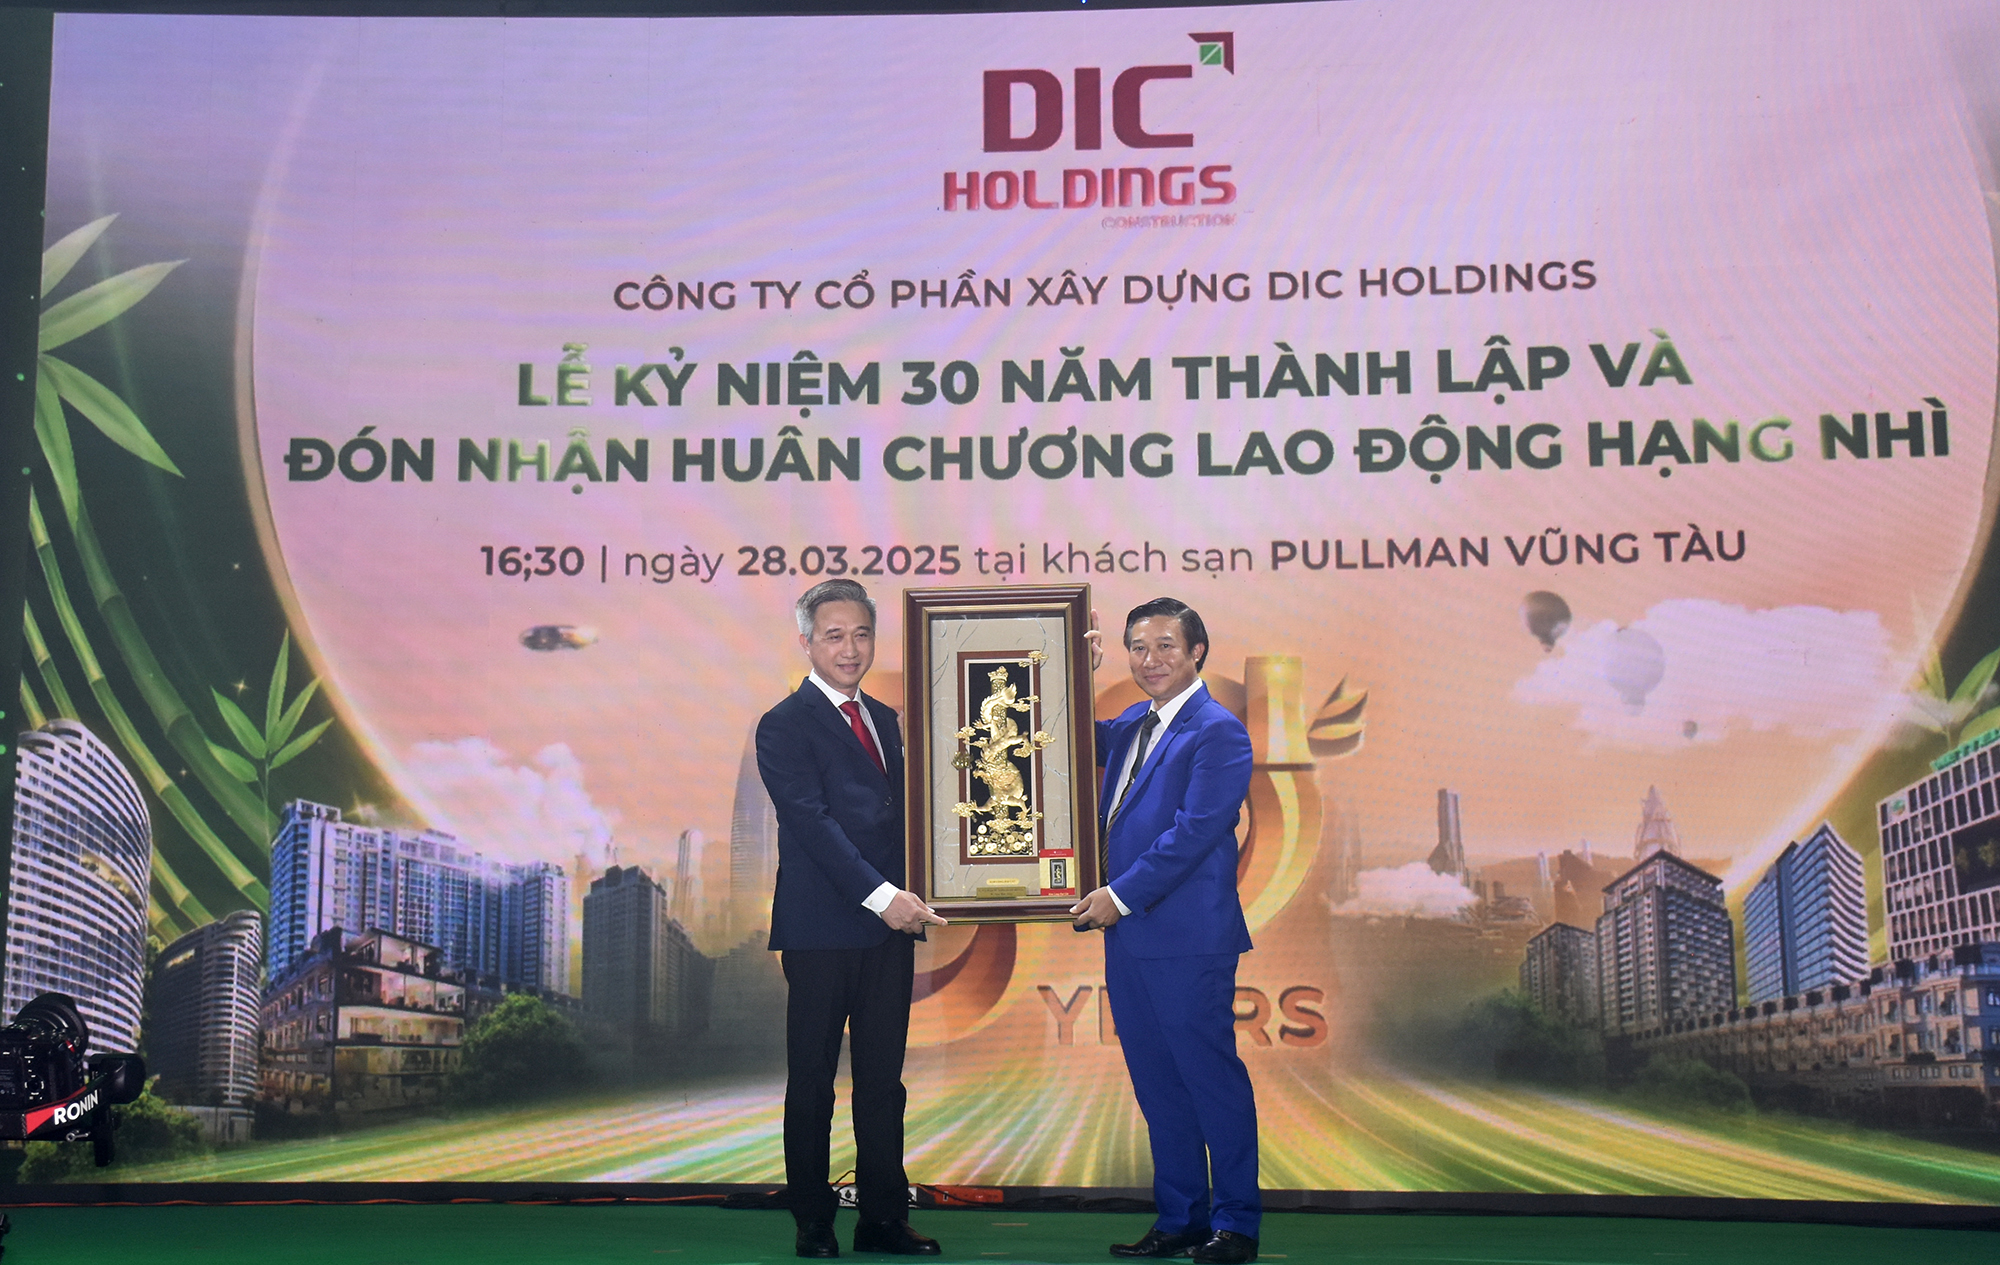 DIC
HOLDINGS
CONSTRUCTION
CÔNG TY CỔ PHẦN XÂY DỰNG DIC HOLDINGS
LỄ KỶ NIỆM 30 NĂM THÀNH LẬP VÀ
ĐÓN NHẬN HUÂN CHƯƠNG LAO ĐỘNG HẠNG NHÌ
16;30 | ngày 28.03.2025 tại khách sạn PULLMAN VŨNG TÀU
RONIN